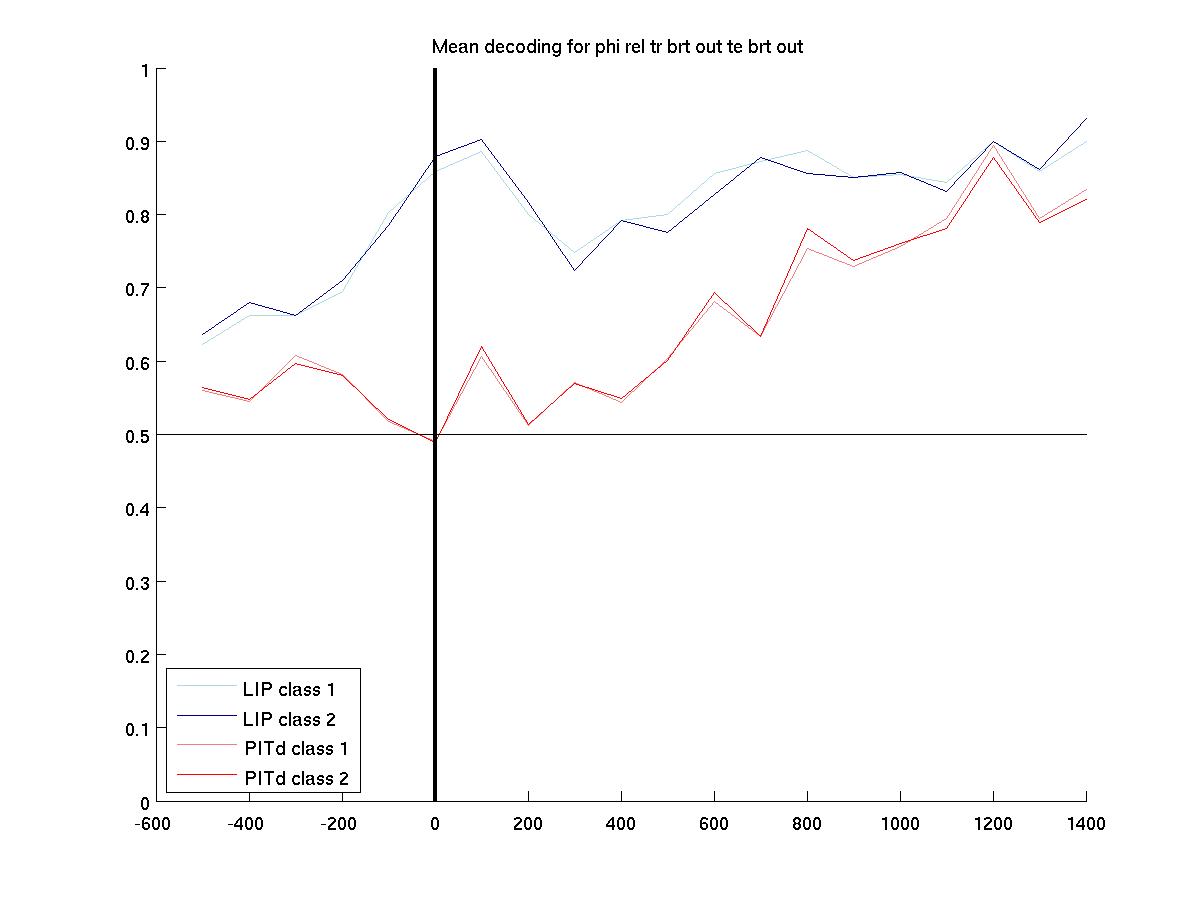 Mean decoding for phi rel tr brt out te brt out
1
0.9
0.8
0.7
0.6
0.5
0.4
0.3
0.2
0.1
0
LIP class 1
LIP class 2
PITd class 1
PITd class 2
-600 -400 -200 0 200 400 600 800 1000 1200 1400